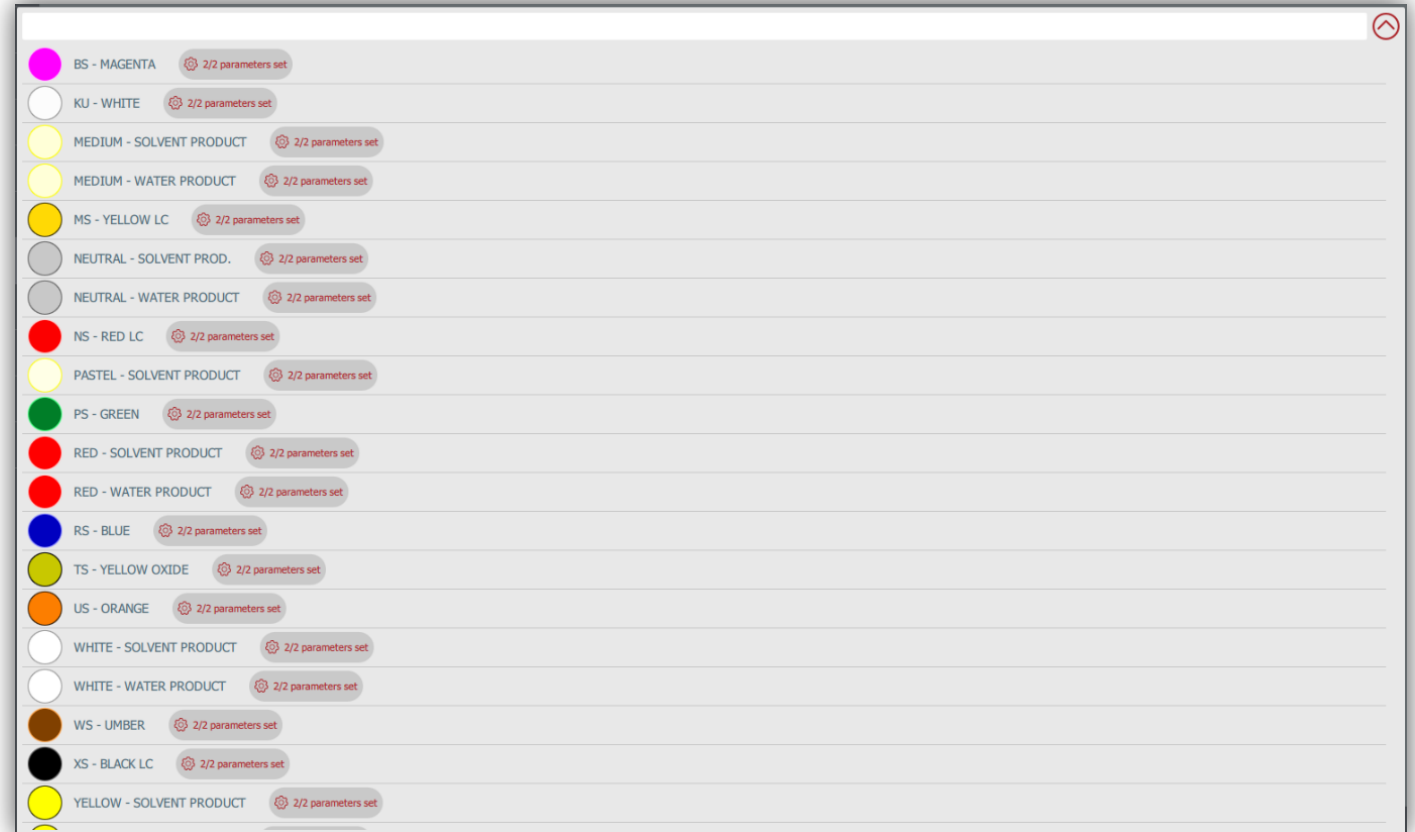 BS - MAGENTA 2/2 parameters set
KU - WHITE 2/2 parameters set
MEDIUM - SOLVENT PRODUCT 2/2 parameters set
MEDIUM - WATER PRODUCT 2/2 parameters set
MS - YELLOW LC 2/2 parameters set
NEUTRAL - SOLVENT PROD. 2/2 parameters set
NEUTRAL - WATER PRODUCT 2/2 parameters set
NS - RED LC 2/2 parameters set
PASTEL - SOLVENT PRODUCT 2/2 parameters set
PS - GREEN 2/2 parameters set
RED - SOLVENT PRODUCT 2/2 parameters set
RED - WATER PRODUCT 2/2 parameters set
RS - BLUE 2/2 parameters set
TS - YELLOW OXIDE 2/2 parameters set
US - ORANGE 2/2 parameters set
WHITE - SOLVENT PRODUCT 2/2 parameters set
WHITE - WATER PRODUCT 2/2 parameters set
WS - UMBER 2/2 parameters set
XS - BLACK LC 2/2 parameters set
YELLOW - SOLVENT PRODUCT 2/2 parameters set